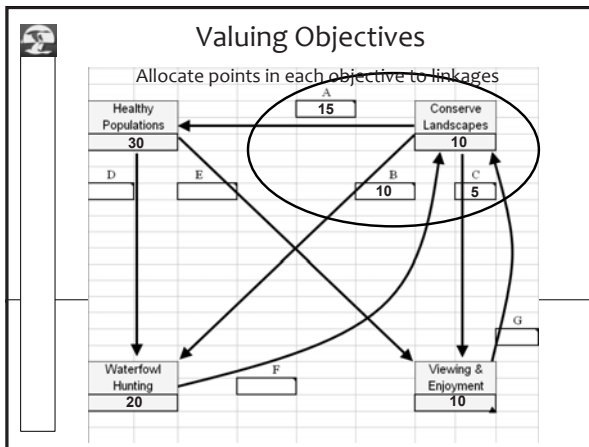 Valuing Objectives
Allocate points in each objective to linkages
A
15
Healthy
Populations
30
Conserve
Landscapes
10
D
E
B
10
C
5
G
Waterfowl
Hunting
20
F
Viewing &
Enjoyment
10